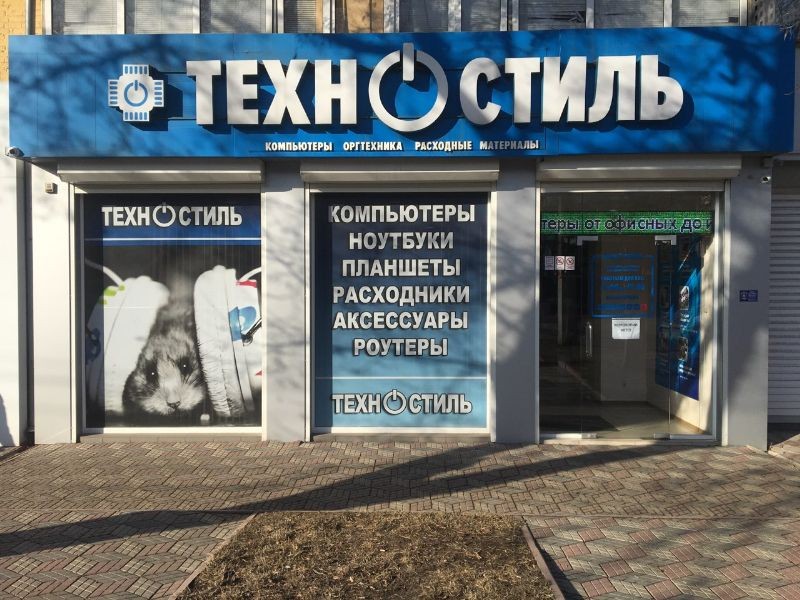 ТЕХНОСТИЛЬ
КОМПЬЮТЕРЫ ОРГТЕХНИКА РАСХОДНЫЕ МАТЕРИАЛЫ
ТЕХНОСТИЛЬ
КОМПЬЮТЕРЫ
НОУТБУКИ
ПЛАНШЕТЫ
РАСХОДНИКИ
АКСЕССУАРЫ
РОУТЕРЫ
ТЕХНОСТИЛЬ
теры от офисных до